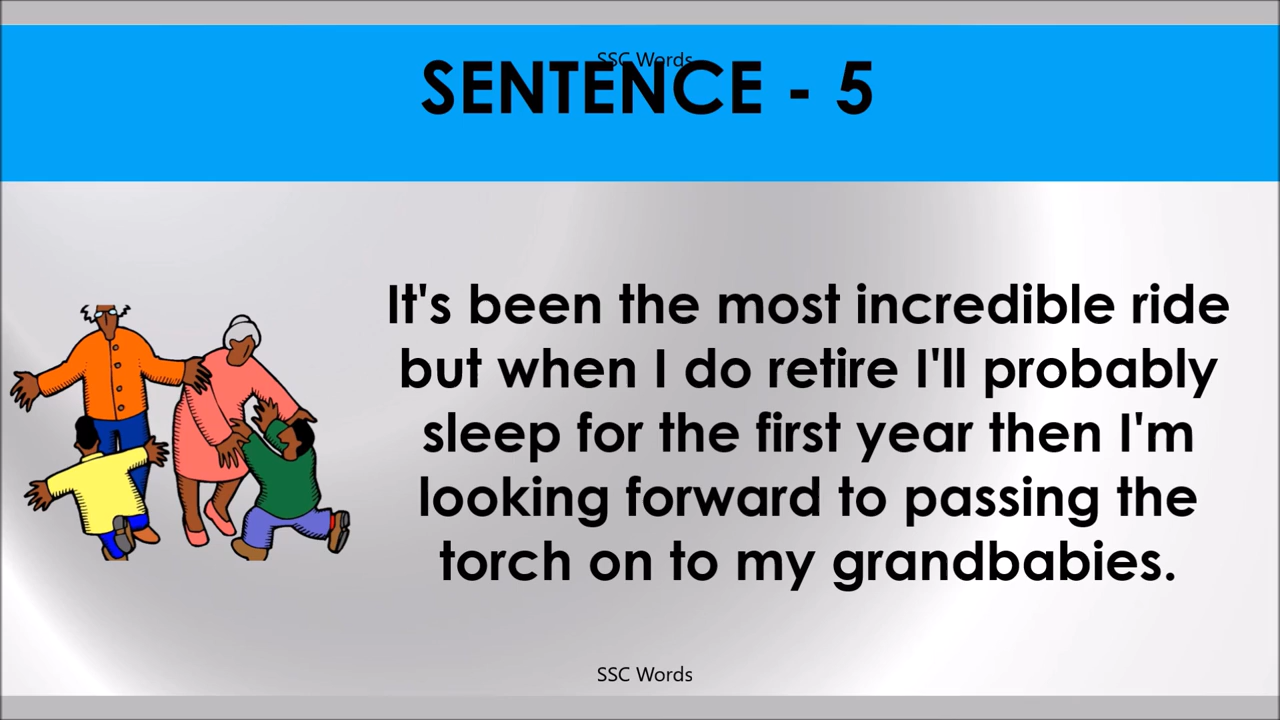 SSC Words
SENTENCE - 5
It's been the most incredible ride
but when I do retire I'll probably
sleep for the first year then I'm
looking forward to passing the
torch on to my grandbabies.
SSC Words